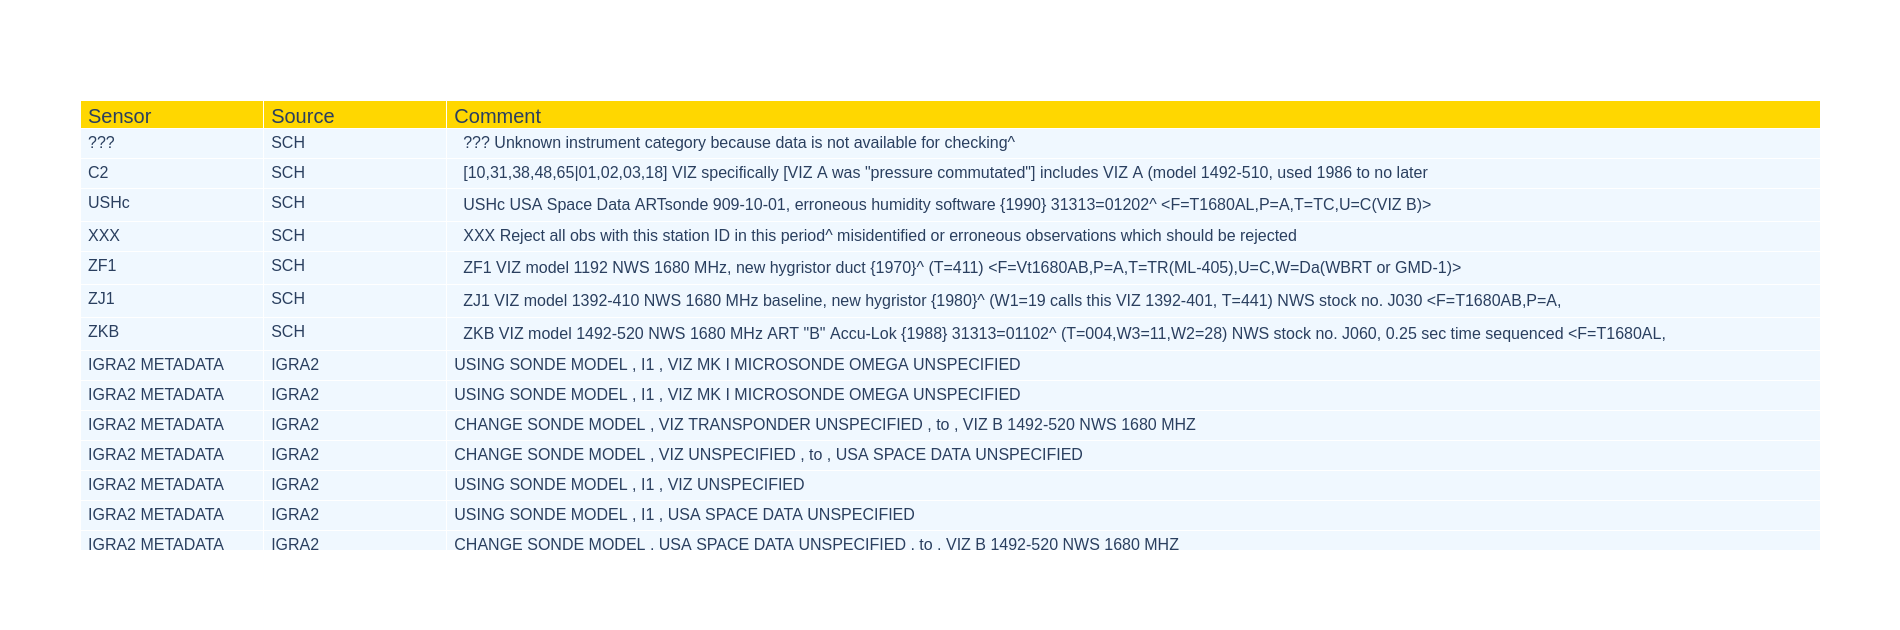 Sensor Source Comment
??? SCH ??? Unknown instrument category because data is not available for checking^
C2 SCH [10,31,38,48,65|01,02,03,18] VIZ specifically [VIZ A was "pressure commutated"] includes VIZ A (model 1492-510, used 1986 to no later
USHc SCH USHc USA Space Data ARTsonde 909-10-01, erroneous humidity software {1990} 31313=01202^ <F=T1680AL,P=A,T=TC,U=C(VIZ B)>
XXX SCH XXX Reject all obs with this station ID in this period^ misidentified or erroneous observations which should be rejected
ZF1 SCH ZF1 VIZ model 1192 NWS 1680 MHz, new hygristor duct {1970}^ (T=411) <F=Vt1680AB,P=A,T=TR(ML-405),U=C,W=Da(WBRT or GMD-1)>
ZJ1 SCH ZJ1 VIZ model 1392-410 NWS 1680 MHz baseline, new hygristor {1980}^ (W1=19 calls this VIZ 1392-401, T=441) NWS stock no. J030 <F=T1680AB,P=A,
ZKB SCH ZKB VIZ model 1492-520 NWS 1680 MHz ART "B" Accu-Lok {1988} 31313=01102^ (T=004,W3=11,W2=28) NWS stock no. J060, 0.25 sec time sequenced <F=T1680AL,
IGRA2 METADATA IGRA2 USING SONDE MODEL , I1 , VIZ MK I MICROSONDE OMEGA UNSPECIFIED
IGRA2 METADATA IGRA2 USING SONDE MODEL , I1 , VIZ MK I MICROSONDE OMEGA UNSPECIFIED
IGRA2 METADATA IGRA2 CHANGE SONDE MODEL , VIZ TRANSPONDER UNSPECIFIED , to , VIZ B 1492-520 NWS 1680 MHZ
IGRA2 METADATA IGRA2 CHANGE SONDE MODEL , VIZ UNSPECIFIED , to , USA SPACE DATA UNSPECIFIED
IGRA2 METADATA IGRA2 USING SONDE MODEL , I1 , VIZ UNSPECIFIED
IGRA2 METADATA IGRA2 USING SONDE MODEL , I1 , USA SPACE DATA UNSPECIFIED
IGRA2 METADATA IGRA2 CHANGE SONDE MODEL , USA SPACE DATA UNSPECIFIED , to , VIZ B 1492-520 NWS 1680 MHZ